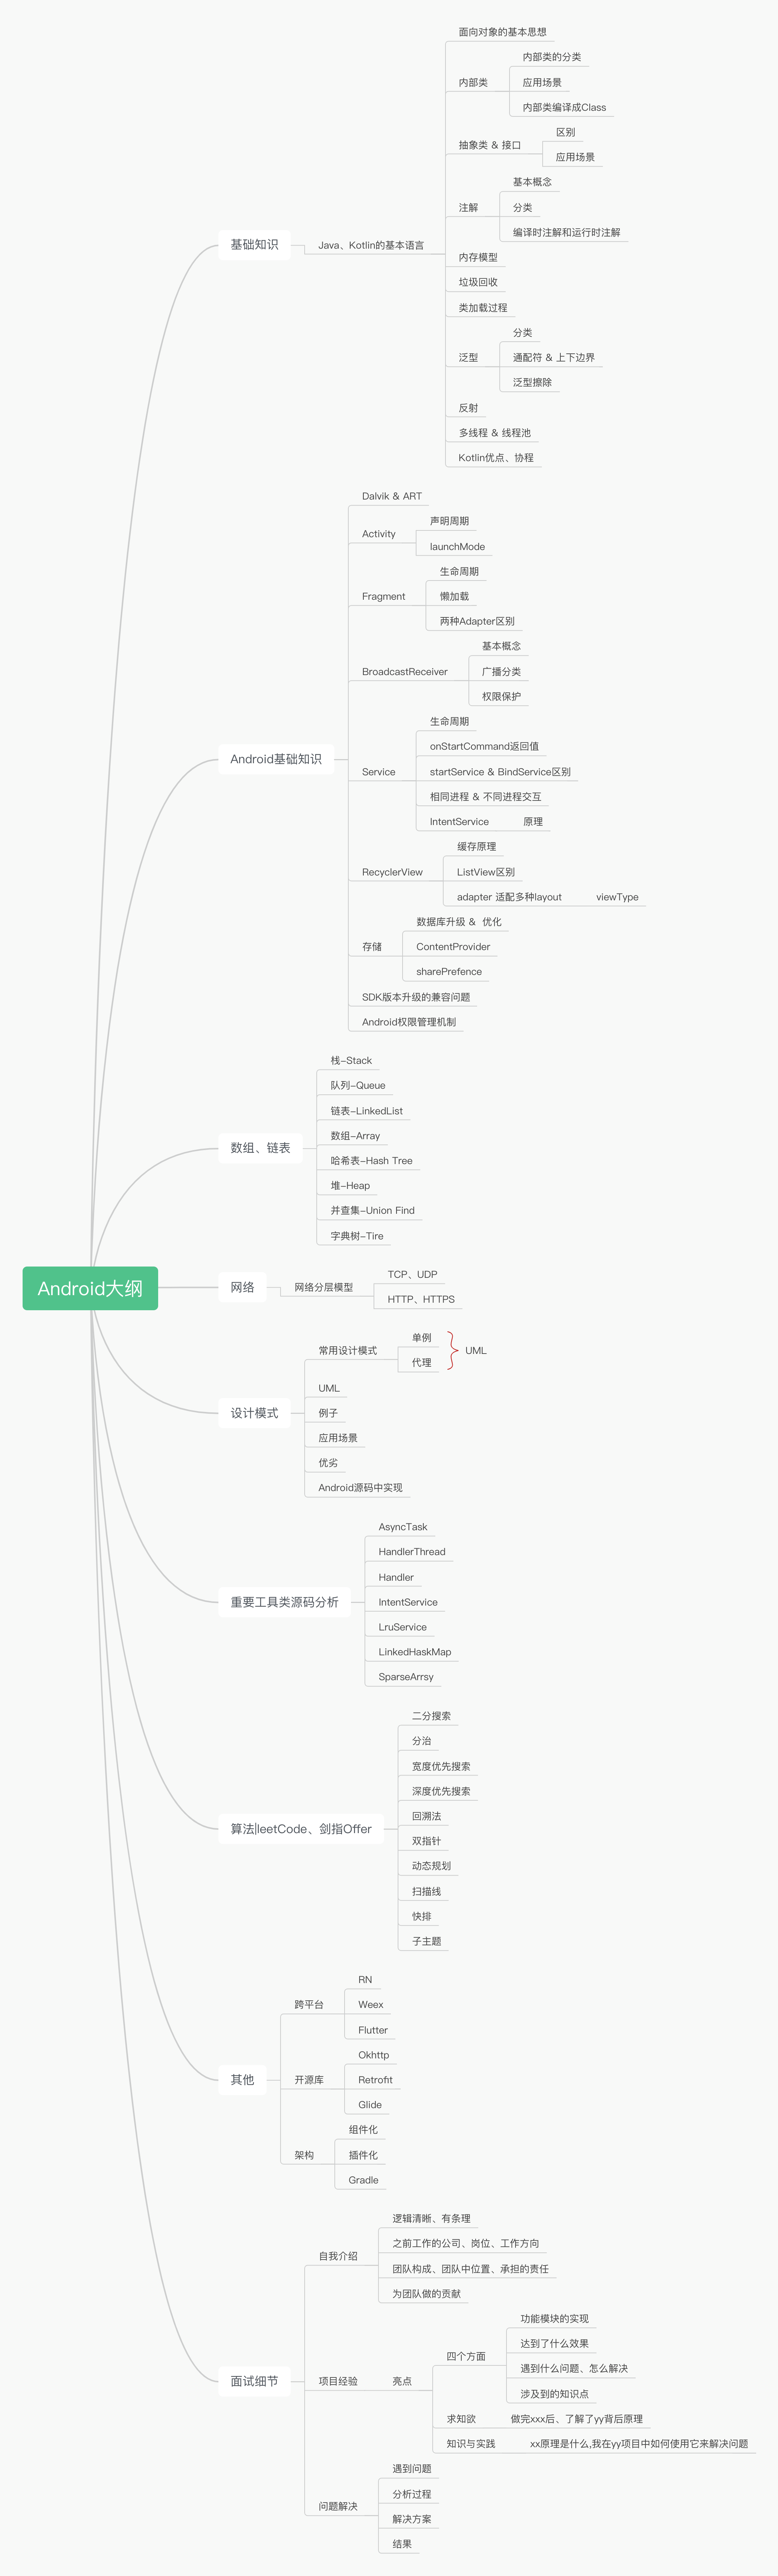 Android大纲
基础知识
Java、Kotlin的基本语言
面向对象的基本思想
内部类
内部类的分类
应用场景
内部类编译成Class
抽象类 & 接口
区别
应用场景
注解
基本概念
分类
编译时注解和运行时注解
内存模型
垃圾回收
类加载过程
泛型
分类
通配符 & 上下边界
泛型擦除
反射
多线程 & 线程池
Kotlin优点、协程
Android基础知识
Dalvik & ART
Activity
声明周期
launchMode
Fragment
生命周期
懒加载
两种Adapter区别
BroadcastReceiver
基本概念
广播分类
权限保护
Service
生命周期
onStartCommand返回值
startService & BindService区别
相同进程 & 不同进程交互
IntentService
原理
RecyclerView
缓存原理
ListView区别
adapter 适配多种layout
viewType
存储
数据库升级 & 优化
ContentProvider
sharePrefence
SDK版本升级的兼容问题
Android权限管理机制
数组、链表
栈-Stack
队列-Queue
链表-LinkedList
数组-Array
哈希表-Hash Tree
堆-Heap
并查集-Union Find
字典树-Tire
网络
网络分层模型
TCP、UDP
HTTP、HTTPS
设计模式
常用设计模式
单例
代理
UML
UML
例子
应用场景
优劣
Android源码中实现
重要工具类源码分析
AsyncTask
HandlerThread
Handler
IntentService
LruService
LinkedHaskMap
SparseArrsy
算法|leetCode、剑指Offer
二分搜索
分治
宽度优先搜索
深度优先搜索
回溯法
双指针
动态规划
扫描线
快排
子主题
其他
跨平台
RN
Weex
Flutter
开源库
Okhttp
Retrofit
Glide
架构
组件化
插件化
Gradle
面试细节
自我介绍
逻辑清晰、有条理
之前工作的公司、岗位、工作方向
团队构成、团队中位置、承担的责任
为团队做的贡献
项目经验
亮点
四个方面
功能模块的实现
达到了什么效果
遇到什么问题、怎么解决
涉及到的知识点
求知欲
做完xxx后、了解了yy背后原理
知识与实践
xx原理是什么,我在yy项目中如何使用它来解决问题
问题解决
遇到问题
分析过程
解决方案
结果